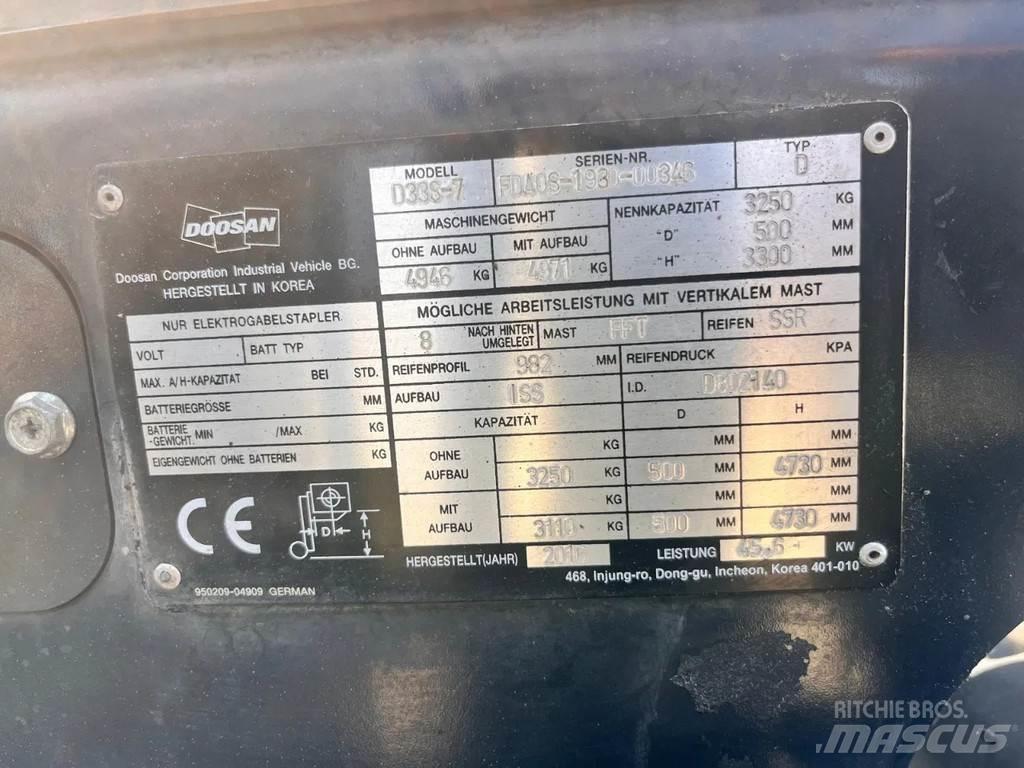 DOOSAN
Doosan Corporation Industrial Vehicle BG.
HERGESTELLT IN KOREA
MODELL
D33S-7
SERIEN-NR.
TYP
D
MASCHINENGEWICHT
OHNE AUFBAU MIT AUFBAU
4946 KG 4971 KG
NENNKAPAZITÄT 3250 KG
"D" 500 MM
"H" 3300 MM
NUR ELEKTROGABELSTAPLER
VOLT BATT TYP
MAX. A/H-KAPAZITAT BEI STD.
BATTERIEGRÖSSE MM
BATTERIE
-GEWICHT. MIN /MAX KG
EIGENGEWICHT OHNE BATTERIEN KG
MÖGLICHE ARBEITSLEISTUNG MIT VERTIKALEM MAST
8 NACH HINTEN UMGELEGT MAST FFT REIFEN SSR
REIFENPROFIL 982 MM REIFENDRUCK KPA
AUFBAU ISS I.D. D802140
KAPAZITÄT D H
KG MM MM
OHNE
AUFBAU 3250 KG 500 MM 4730 MM
KG MM MM
MIT
AUFBAU 3110 KG 500 MM 4730 MM
HERGESTELLT(JAHR) LEISTUNG 45.6 KW
468, Injung-ro, Dong-gu, Incheon, Korea 401-010
CE
D H
950209-04909 GERMAN
RITCHIE BROS.
MASCUS